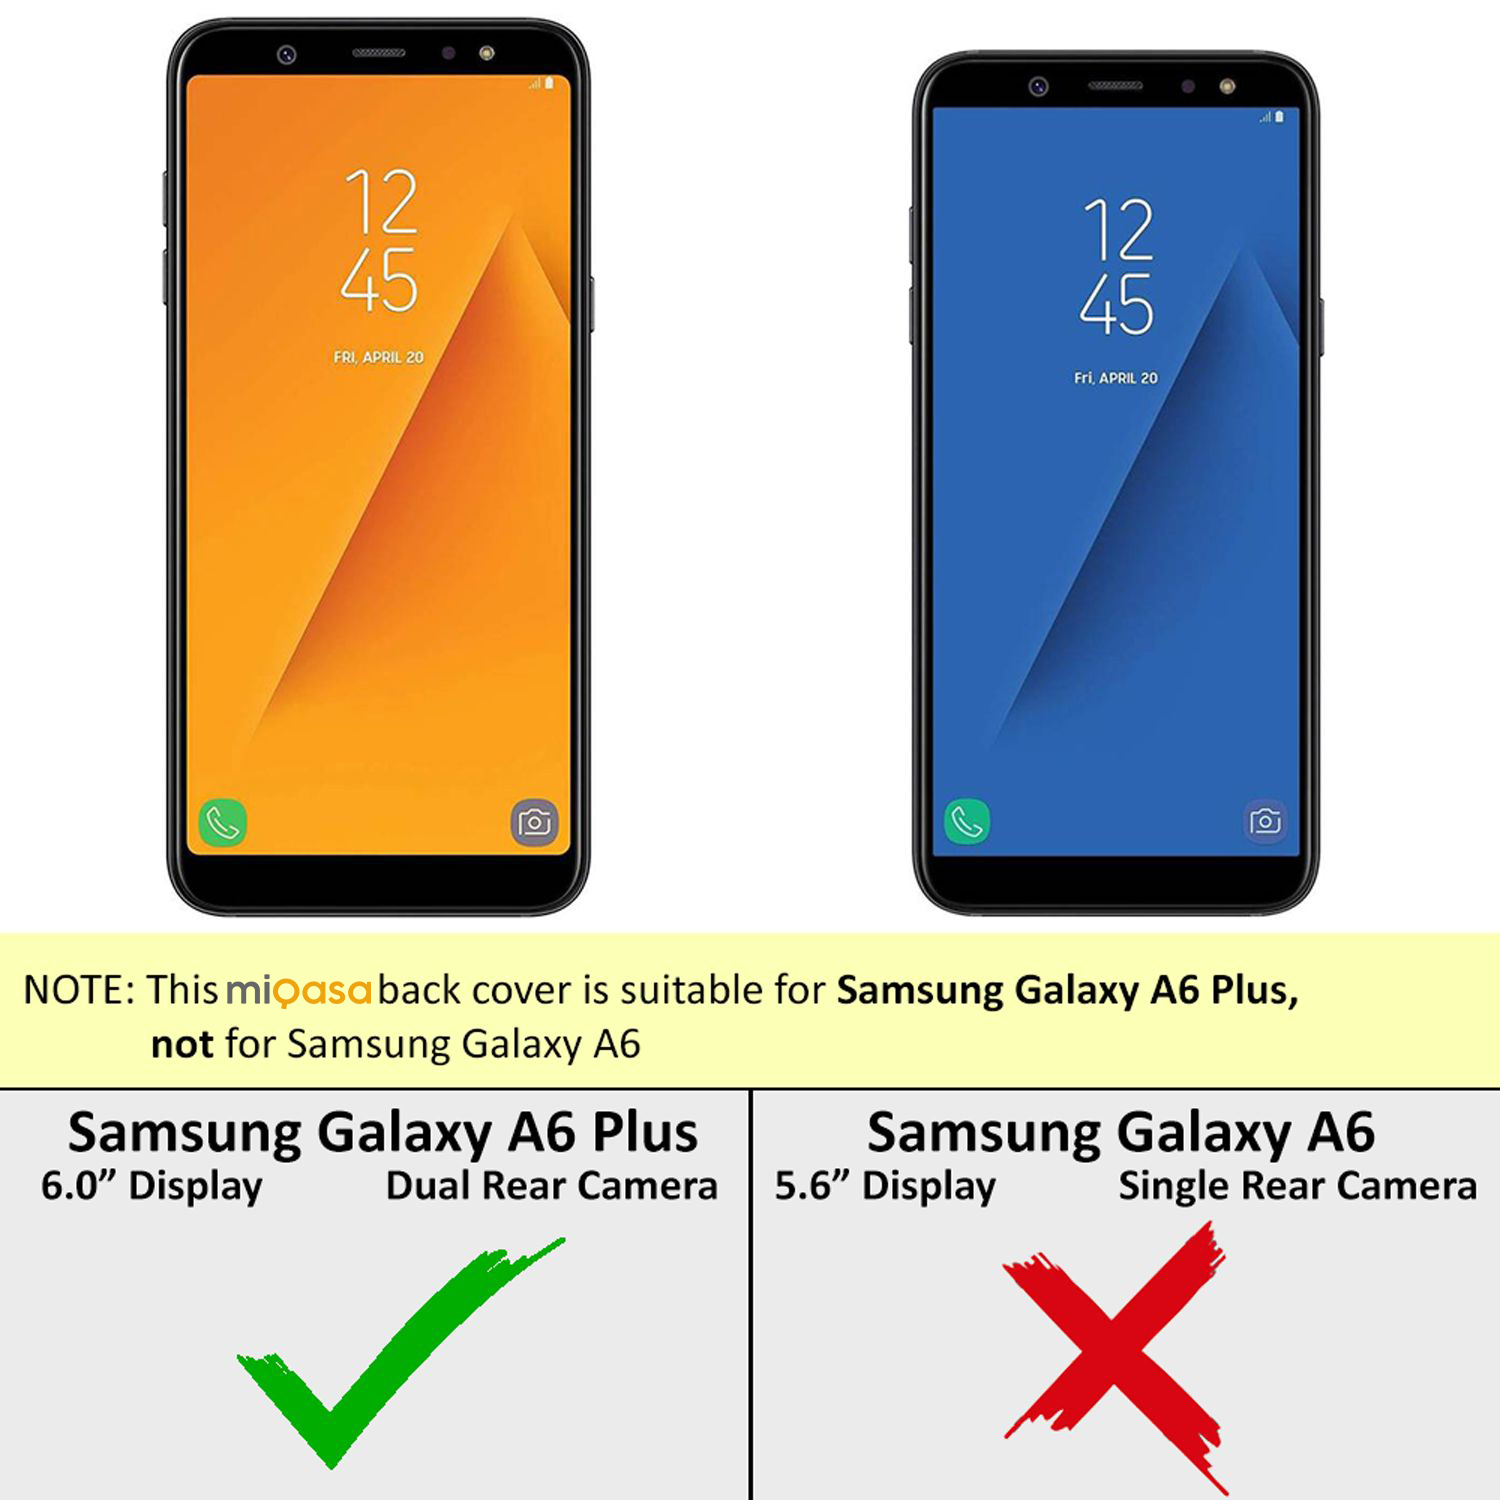 12
45
FRI, APRIL 20
12
45
Fri, APRIL 20
NOTE: This miQasa back cover is suitable for Samsung Galaxy A6 Plus,
not for Samsung Galaxy A6
Samsung Galaxy A6 Plus
6.0” Display Dual Rear Camera
Samsung Galaxy A6
5.6” Display Single Rear Camera